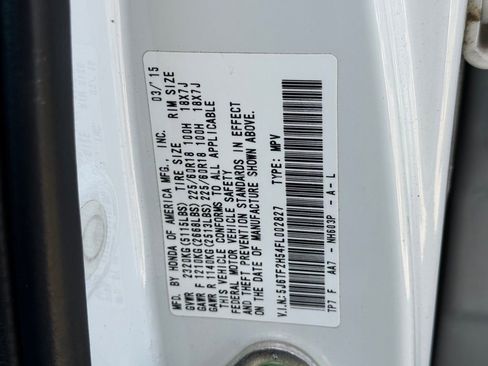 MFD. BY HONDA OF AMERICA MFG., INC. 03/'15
GVWR 2320KG(5115LBS) TIRE SIZE RIM SIZE
GAWR F 1210KG(2668LBS) 225/60R18 100H 18X7J
GAWR R 1140KG(2513LBS) 225/60R18 100H 18X7J
THIS VEHICLE CONFORMS TO ALL APPLICABLE
FEDERAL MOTOR VEHICLE SAFETY
AND THEFT PREVENTION STANDARDS IN EFFECT
ON THE DATE OF MANUFACTURE SHOWN ABOVE.
V.I.N.: 5J6TF2H54FL002827 TYPE: MPV
TP7 F AA7 - NH603P - A - L